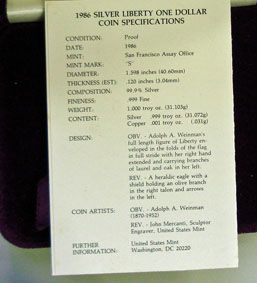 1986 SILVER LIBERTY ONE DOLLAR
COIN SPECIFICATIONS
CONDITION: Proof
DATE: 1986
MINT: San Francisco Assay Office
MINT MARK: "S"
DIAMETER: 1.598 inches (40.60mm)
THICKNESS (EST): .120 inch (3.04mm)
COMPOSITION: 99.9% Silver
FINENESS: .999 Fine
WEIGHT: 1.000 troy oz. (31.103g)
CONTENT: Silver .999 troy oz. (31.072g)
Copper .001 troy oz. (.031g)
DESIGN: OBV. - Adolph A. Weinman's
full length figure of Liberty en-
veloped in the folds of the flag
in full stride with her right hand
extended and carrying branches
of laurel and oak in her left.
REV. - A heraldic eagle with a
shield holding an olive branch
in the right talon and arrows
in the left.
COIN ARTISTS: OBV. - Adolph A. Weinman
(1870-1952)
REV. - John Mercanti, Sculptor
Engraver, United States Mint
FURTHER
INFORMATION: United States Mint
Washington, DC 20220